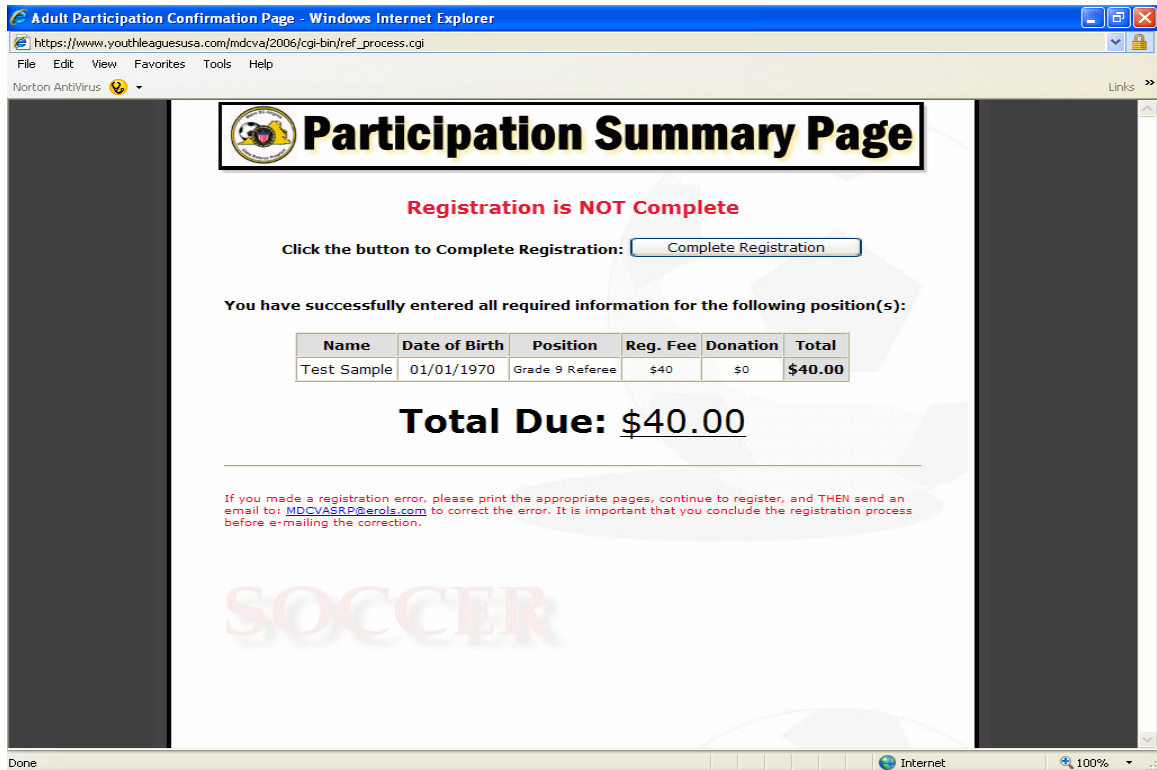 Adult Participation Confirmation Page - Windows Internet Explorer
https://www.youthleaguesusa.com/mdcva/2006/cgi-bin/ref_process.cgi
File Edit View Favorites Tools Help
Norton AntiVirus Links »
Participation Summary Page
Registration is NOT Complete
Click the button to Complete Registration: Complete Registration
You have successfully entered all required information for the following position(s):
Name Date of Birth Position Reg. Fee Donation Total
Test Sample 01/01/1970 Grade 9 Referee $40 $0 $40.00
Total Due: $40.00
If you made a registration error, please print the appropriate pages, continue to register, and THEN send an
email to: MDCVASRP@erols.com to correct the error. It is important that you conclude the registration process
before e-mailing the correction.
SOCCER
Done Internet 100%